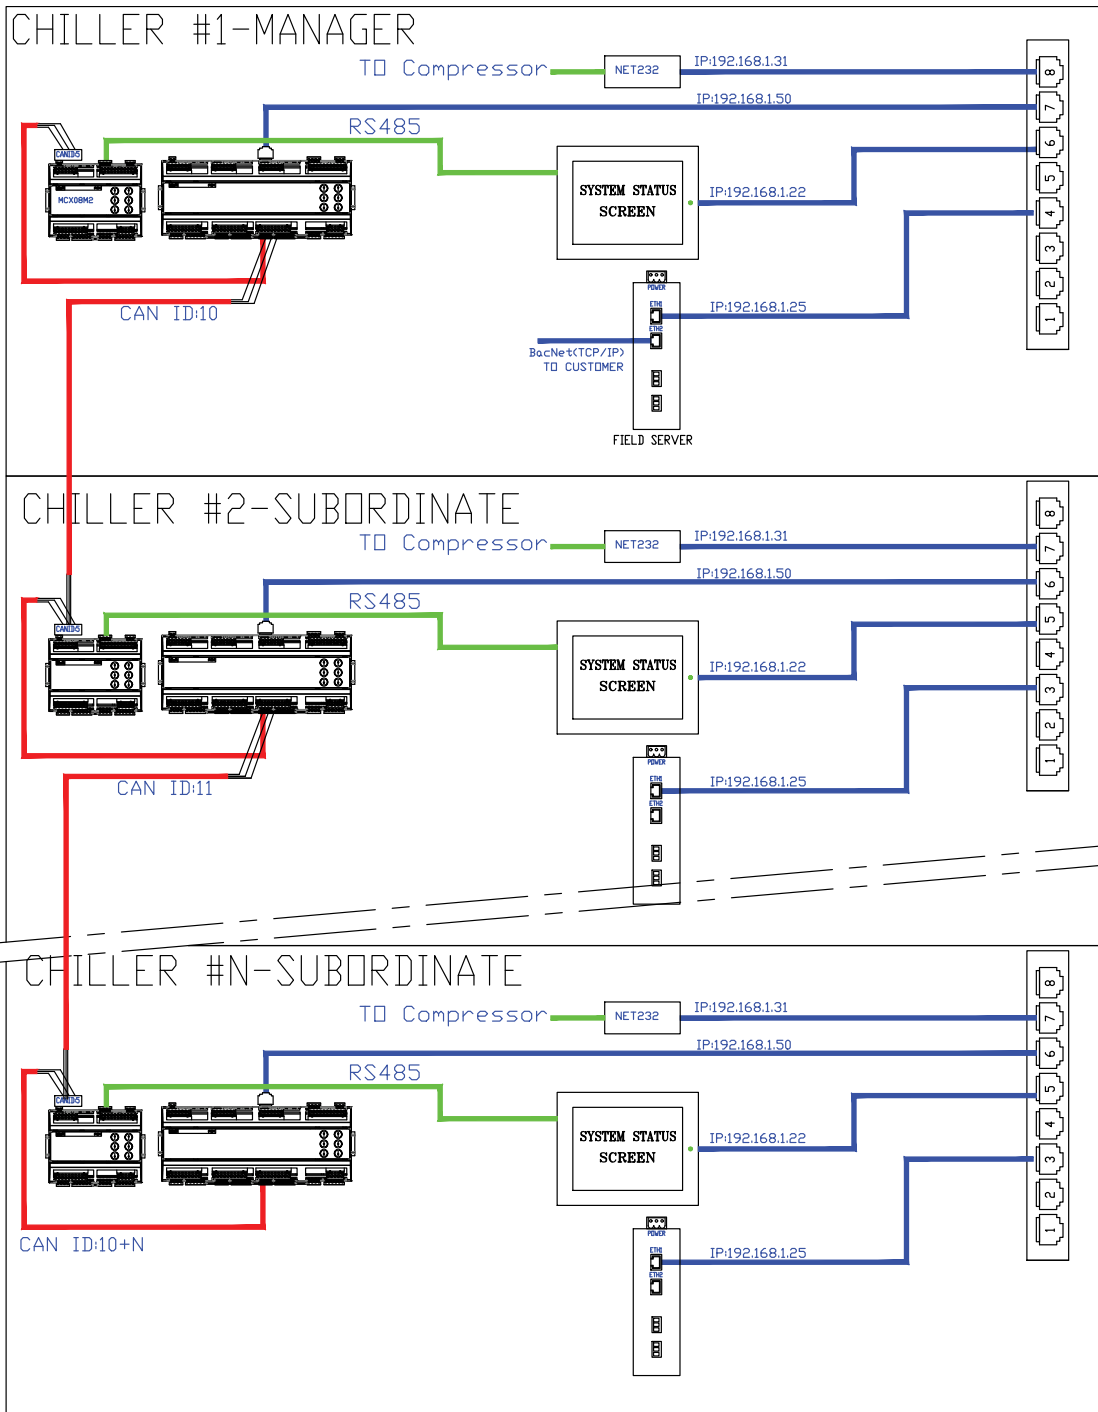 CHILLER #1-MANAGER
TO Compressor
NET232
IP:192.168.1.31
8
IP:192.168.1.50
7
RS485
6
CANID:5
MCX08M2
SYSTEM STATUS
SCREEN
IP:192.168.1.22
5
4
3
2
1
CAN ID:10
POWER
ETH1
IP:192.168.1.25
ETH2
BacNet(TCP/IP)
TO CUSTOMER
FIELD SERVER
CHILLER #2-SUBORDINATE
TO Compressor
NET232
IP:192.168.1.31
8
7
IP:192.168.1.50
6
RS485
5
CANID:5
SYSTEM STATUS
SCREEN
IP:192.168.1.22
4
3
2
1
CAN ID:11
POWER
ETH1
IP:192.168.1.25
ETH2
CHILLER #N-SUBORDINATE
TO Compressor
NET232
IP:192.168.1.31
8
7
IP:192.168.1.50
6
RS485
5
CANID:5
SYSTEM STATUS
SCREEN
IP:192.168.1.22
4
3
2
1
CAN ID:10+N
POWER
ETH1
IP:192.168.1.25
ETH2